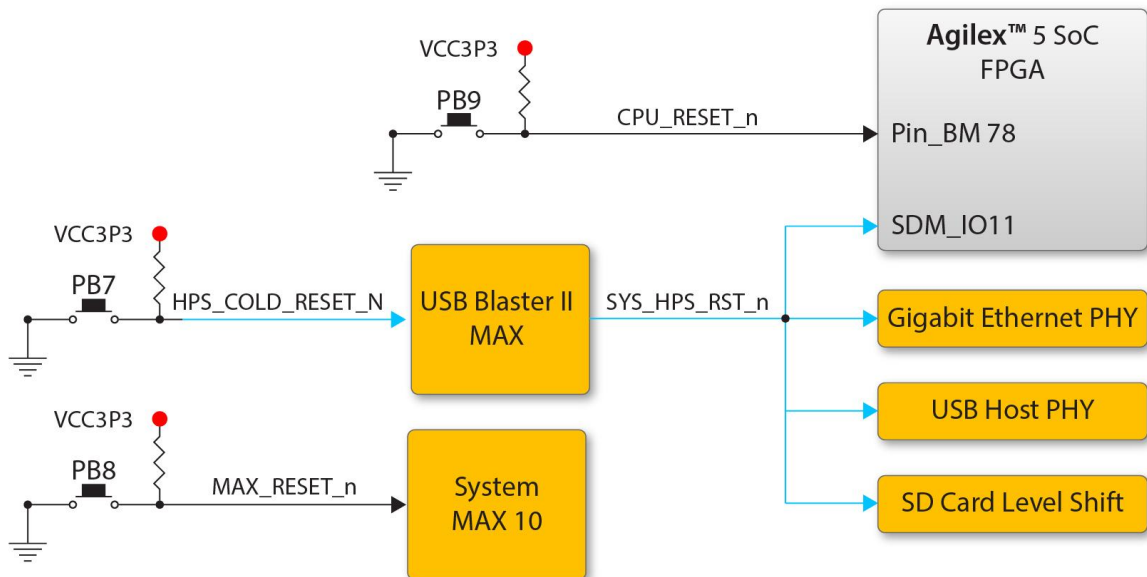 VCC3P3
PB9
CPU_RESET_n
Agilex™ 5 SoC
FPGA
Pin_BM 78
SDM_IO11
VCC3P3
PB7
HPS_COLD_RESET_N
USB Blaster II
MAX
SYS_HPS_RST_n
Gigabit Ethernet PHY
USB Host PHY
SD Card Level Shift
VCC3P3
PB8
MAX_RESET_n
System
MAX 10